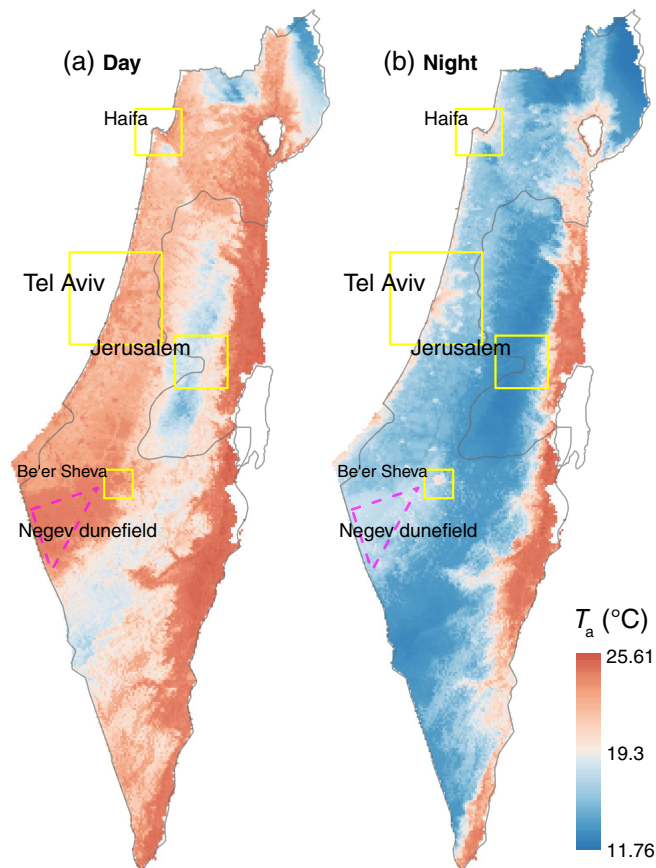 (a) Day
Haifa
Tel Aviv
Jerusalem
Be'er Sheva
Negev dunefield
(b) Night
Haifa
Tel Aviv
Jerusalem
Be'er Sheva
Negev dunefield
Ta (°C)
25.61
19.3
11.76